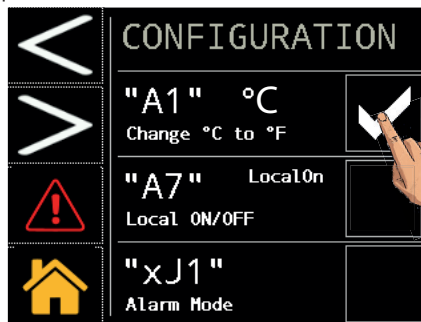 CONFIGURATION
"A1" °C
Change °C to °F
"A7" LocalOn
Local ON/OFF
"xJ1"
Alarm Mode